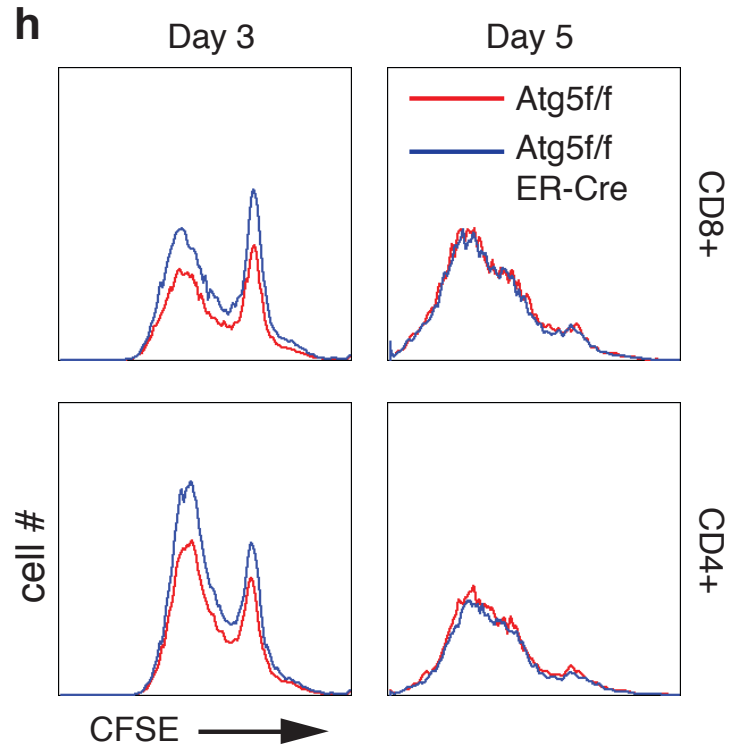 h
Day 3
Day 5
Atg5f/f
Atg5f/f
ER-Cre
CD8+
cell #
CD4+
CFSE